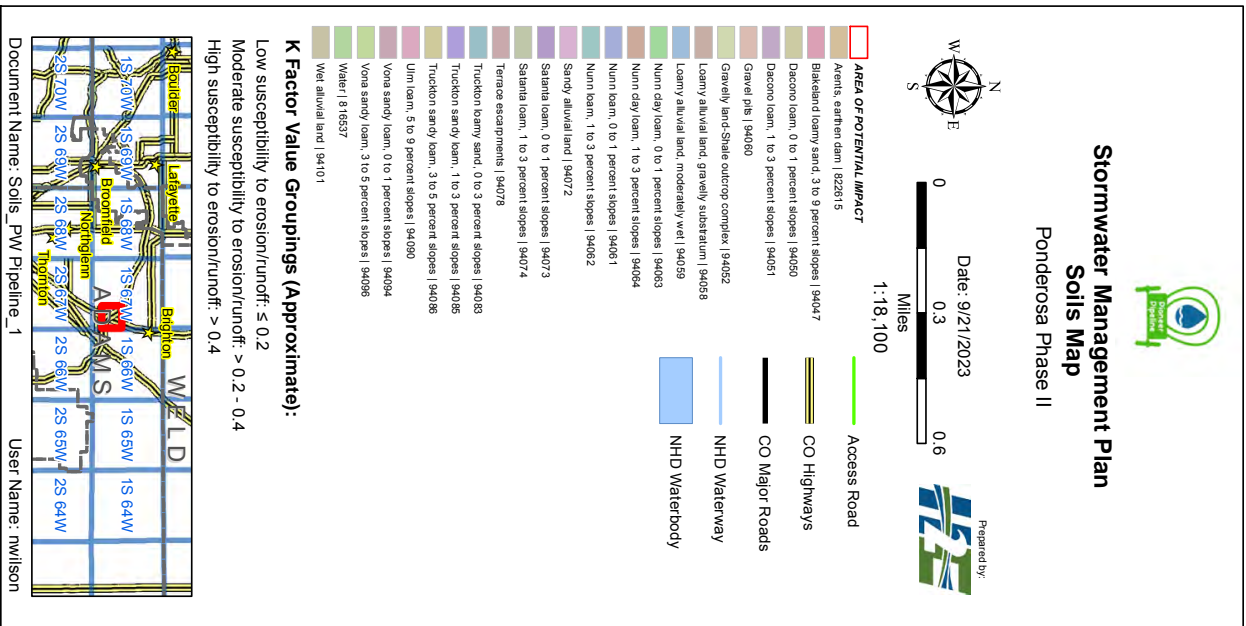 Pioneer
Pipeline
Stormwater Management Plan
Soils Map
Ponderosa Phase II
N
W
E
S
Date: 9/21/2023
0 0.3 0.6
Miles
1:18,100
Prepared by:
AREA OF POTENTIAL IMPACT
Arents, earthen dam | 822615
Blakeland loamy sand, 3 to 9 percent slopes | 94047
Dacono loam, 0 to 1 percent slopes | 94050
Dacono loam, 1 to 3 percent slopes | 94051
Gravel pits | 94060
Gravelly land-Shale outcrop complex | 94052
Loamy alluvial land, gravelly substratum | 94058
Loamy alluvial land, moderately wet | 94059
Nunn clay loam, 0 to 1 percent slopes | 94063
Nunn clay loam, 1 to 3 percent slopes | 94064
Nunn loam, 0 to 1 percent slopes | 94061
Nunn loam, 1 to 3 percent slopes | 94062
Sandy alluvial land | 94072
Satanta loam, 0 to 1 percent slopes | 94073
Satanta loam, 1 to 3 percent slopes | 94074
Terrace escarpments | 94078
Truckton loamy sand, 0 to 3 percent slopes | 94083
Truckton sandy loam, 1 to 3 percent slopes | 94085
Truckton sandy loam, 3 to 5 percent slopes | 94086
Ulm loam, 5 to 9 percent slopes | 94090
Vona sandy loam, 0 to 1 percent slopes | 94094
Vona sandy loam, 3 to 5 percent slopes | 94096
Water | 816537
Wet alluvial land | 94101
Access Road
CO Highways
CO Major Roads
NHD Waterway
NHD Waterbody
K Factor Value Groupings (Approximate):
Low susceptibility to erosion/runoff: ≤ 0.2
Moderate susceptibility to erosion/runoff: > 0.2 - 0.4
High susceptibility to erosion/runoff: > 0.4
WELD
Boulder
Lafayette
Brighton
1S 70W 1S 69W 1S 68W 1S 67W 1S 66W 1S 65W 1S 64W
Broomfield
ADAMS
Northglenn
2S 70W 2S 69W 2S 68W 2S 67W 2S 66W 2S 65W 2S 64W
Thornton
Document Name: Soils_PW Pipeline_1
User Name: nwilson